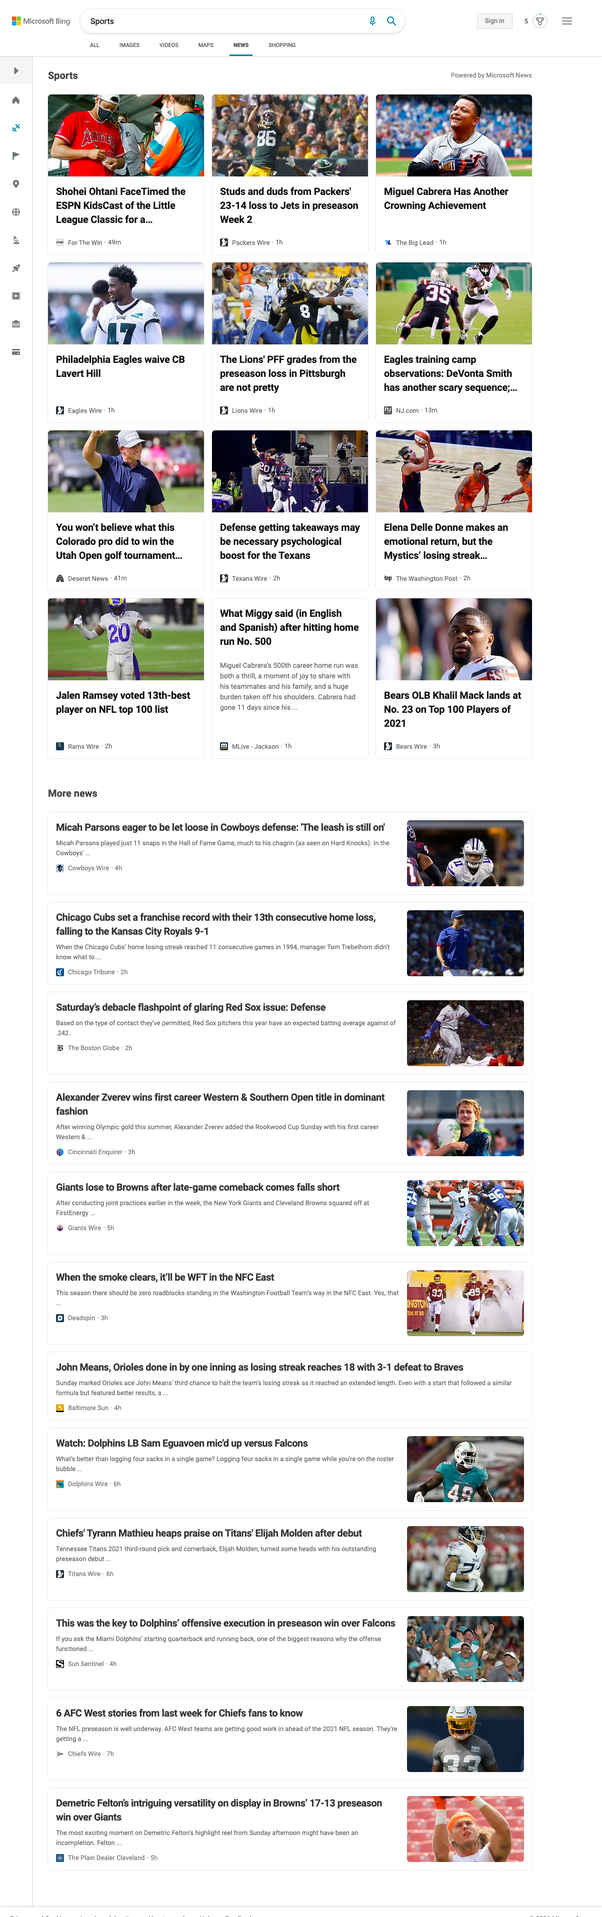 Microsoft Bing
Sports
Sign in
5
ALL IMAGES VIDEOS MAPS NEWS SHOPPING
Sports
Powered by Microsoft News
Shohei Ohtani FaceTimed the
ESPN KidsCast of the Little
League Classic for a...
For The Win · 49m
Studs and duds from Packers'
23-14 loss to Jets in preseason
Week 2
Packers Wire · 1h
Miguel Cabrera Has Another
Crowning Achievement
The Big Lead · 1h
Philadelphia Eagles waive CB
Lavert Hill
Eagles Wire · 1h
The Lions' PFF grades from the
preseason loss in Pittsburgh
are not pretty
Lions Wire · 1h
Eagles training camp
observations: DeVonta Smith
has another scary sequence;...
NJ.com · 13m
You won't believe what this
Colorado pro did to win the
Utah Open golf tournament...
Deseret News · 41m
Defense getting takeaways may
be necessary psychological
boost for the Texans
Texans Wire · 2h
Elena Delle Donne makes an
emotional return, but the
Mystics' losing streak...
The Washington Post · 2h
Jalen Ramsey voted 13th-best
player on NFL top 100 list
Rams Wire · 2h
What Miggy said (in English
and Spanish) after hitting home
run No. 500
Miguel Cabrera's 500th career home run was
both a thrill, a moment of joy to share with
his teammates and his family, and a huge
burden taken off his shoulders. Cabrera had
gone 11 days since his ...
MLive - Jackson · 1h
Bears OLB Khalil Mack lands at
No. 23 on Top 100 Players of
2021
Bears Wire · 3h
More news
Micah Parsons eager to be let loose in Cowboys defense: 'The leash is still on'
Micah Parsons played just 11 snaps in the Hall of Fame Game, much to his chagrin (as seen on Hard Knocks). In the
Cowboys' ...
Cowboys Wire · 4h
Chicago Cubs set a franchise record with their 13th consecutive home loss,
falling to the Kansas City Royals 9-1
When the Chicago Cubs' home losing streak reached 11 consecutive games in 1994, manager Tom Trebelhorn didn't
know what to ...
Chicago Tribune · 2h
Saturday's debacle flashpoint of glaring Red Sox issue: Defense
Based on the type of contact they've permitted, Red Sox pitchers this year have an expected batting average against of
.242.
The Boston Globe · 2h
Alexander Zverev wins first career Western & Southern Open title in dominant
fashion
After winning Olympic gold this summer, Alexander Zverev added the Rookwood Cup Sunday with his first career
Western & ...
Cincinnati Enquirer · 3h
Giants lose to Browns after late-game comeback comes falls short
After conducting joint practices earlier in the week, the New York Giants and Cleveland Browns squared off at
FirstEnergy ...
Giants Wire · 5h
When the smoke clears, it'll be WFT in the NFC East
This season there should be zero roadblocks standing in the Washington Football Team's way in the NFC East. Yes, that
...
Deadspin · 3h
John Means, Orioles done in by one inning as losing streak reaches 18 with 3-1 defeat to Braves
Sunday marked Orioles ace John Means' third chance to halt the team's losing streak as it reached an extended length. Even with a start that followed a similar
formula but featured better results, a ...
Baltimore Sun · 4h
Watch: Dolphins LB Sam Eguavoen mic'd up versus Falcons
What's better than logging four sacks in a single game? Logging four sacks in a single game while you're on the roster
bubble ...
Dolphins Wire · 6h
Chiefs' Tyrann Mathieu heaps praise on Titans' Elijah Molden after debut
Tennessee Titans 2021 third-round pick and cornerback, Elijah Molden, turned some heads with his outstanding
preseason debut ...
Titans Wire · 6h
This was the key to Dolphins' offensive execution in preseason win over Falcons
If you ask the Miami Dolphins' starting quarterback and running back, one of the biggest reasons why the offense
functioned ...
Sun Sentinel · 4h
6 AFC West stories from last week for Chiefs fans to know
The NFL preseason is well underway. AFC West teams are getting good work in ahead of the 2021 NFL season. They're
getting a ...
Chiefs Wire · 7h
Demetric Felton's intriguing versatility on display in Browns' 17-13 preseason
win over Giants
The most exciting moment on Demetric Felton's highlight reel from Sunday afternoon might have been an
incompletion. Felton ...
The Plain Dealer Cleveland · 5h